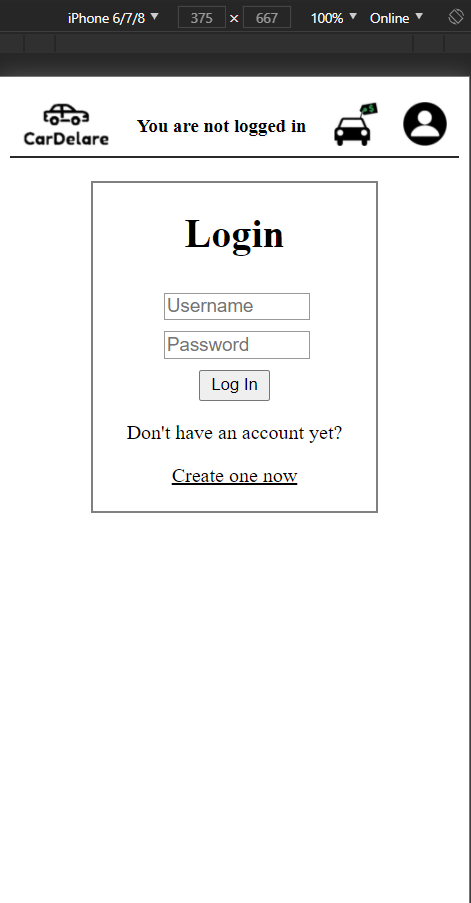 iPhone 6/7/8 ▼ 375 × 667 100% ▼ Online ▼
CarDelare
You are not logged in
$
Login
Username
Password
Log In
Don't have an account yet?
Create one now